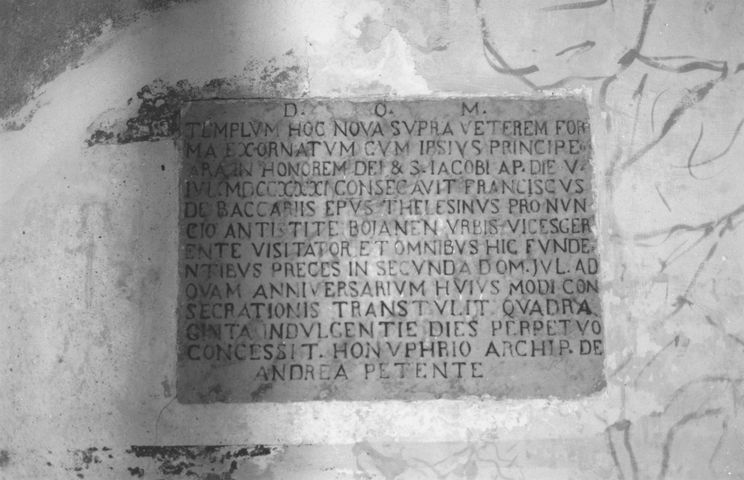 D. O. M.
TEMPLVM HOC NOVA SVPRA VETEREM FOR
MA EXORNATVM CVM IPSIVS PRINCIPE
ARA IN HONOREM DEI & S. IACOBI AP. DIE V.
IVL. MDCCXXXI CONSECAVIT FRANCISCVS
DE BACCARIIS EPVS THELESINVS PRO NVN
CIO ANTISTITE BOIANEN VRBIS VICESGER
ENTE VISITATOR ET OMNIBVS HIC FVNDE
NTIBVS PRECES IN SECVNDA DOM. JVL. AD
QVAM ANNIVERSARIVM HVIVS MODI CON
SECRATIONIS TRANSTVLIT QVADRA
GINTA INDVLGENTIE DIES PERPETVO
CONCESSIT. HONVPHRIO ARCHIP. DE
ANDREA PETENTE